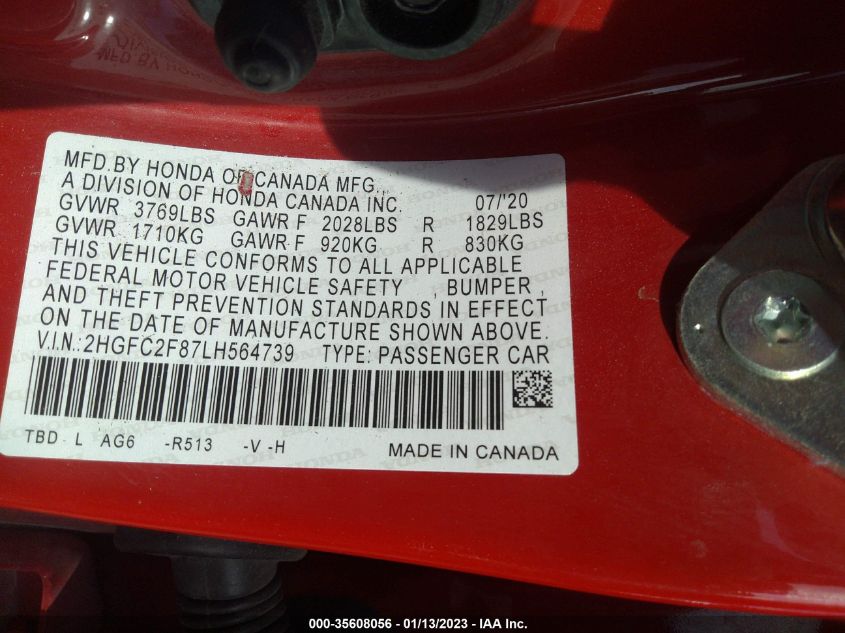 MFD. BY HONDA OF CANADA MFG.,
A DIVISION OF HONDA CANADA INC. 07/'20
GVWR 3769LBS GAWR F 2028LBS R 1829LBS
GVWR 1710KG GAWR F 920KG R 830KG
THIS VEHICLE CONFORMS TO ALL APPLICABLE
FEDERAL MOTOR VEHICLE SAFETY , BUMPER ,
AND THEFT PREVENTION STANDARDS IN EFFECT
ON THE DATE OF MANUFACTURE SHOWN ABOVE.
V.I.N.:2HGFC2F87LH564739 TYPE: PASSENGER CAR
TBD L AG6 -R513 -V -H MADE IN CANADA
000-35608056 - 01/13/2023 - IAA Inc.